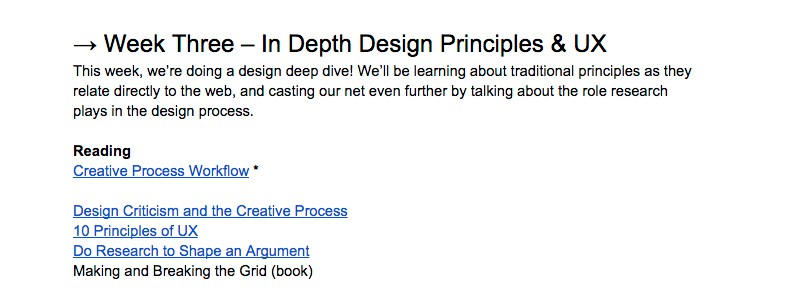 → Week Three – In Depth Design Principles & UX
This week, we’re doing a design deep dive! We’ll be learning about traditional principles as they
relate directly to the web, and casting our net even further by talking about the role research
plays in the design process.
Reading
Creative Process Workflow *
Design Criticism and the Creative Process
10 Principles of UX
Do Research to Shape an Argument
Making and Breaking the Grid (book)